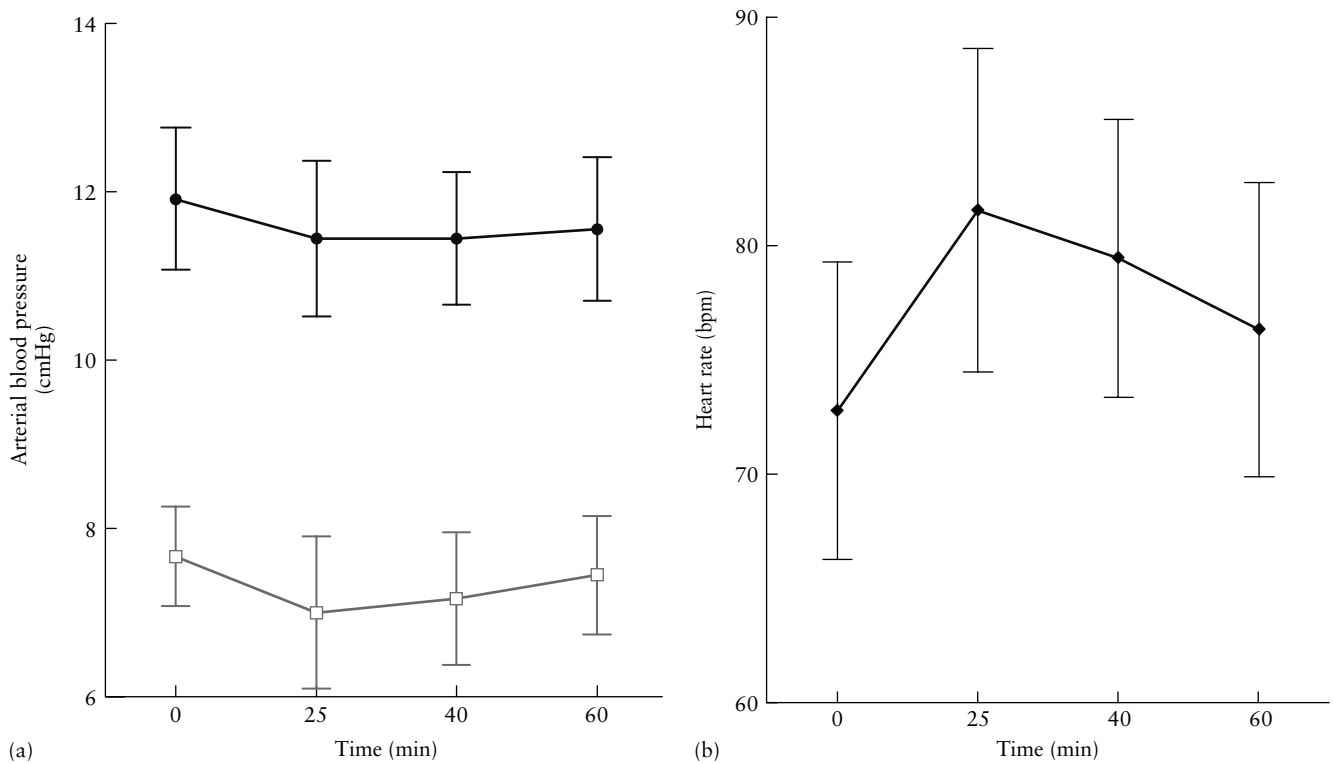 14
12
10
8
6
Arterial blood pressure
(cmHg)
0 25 40 60
Time (min)
(a)
90
80
70
60
Heart rate (bpm)
0 25 40 60
Time (min)
(b)